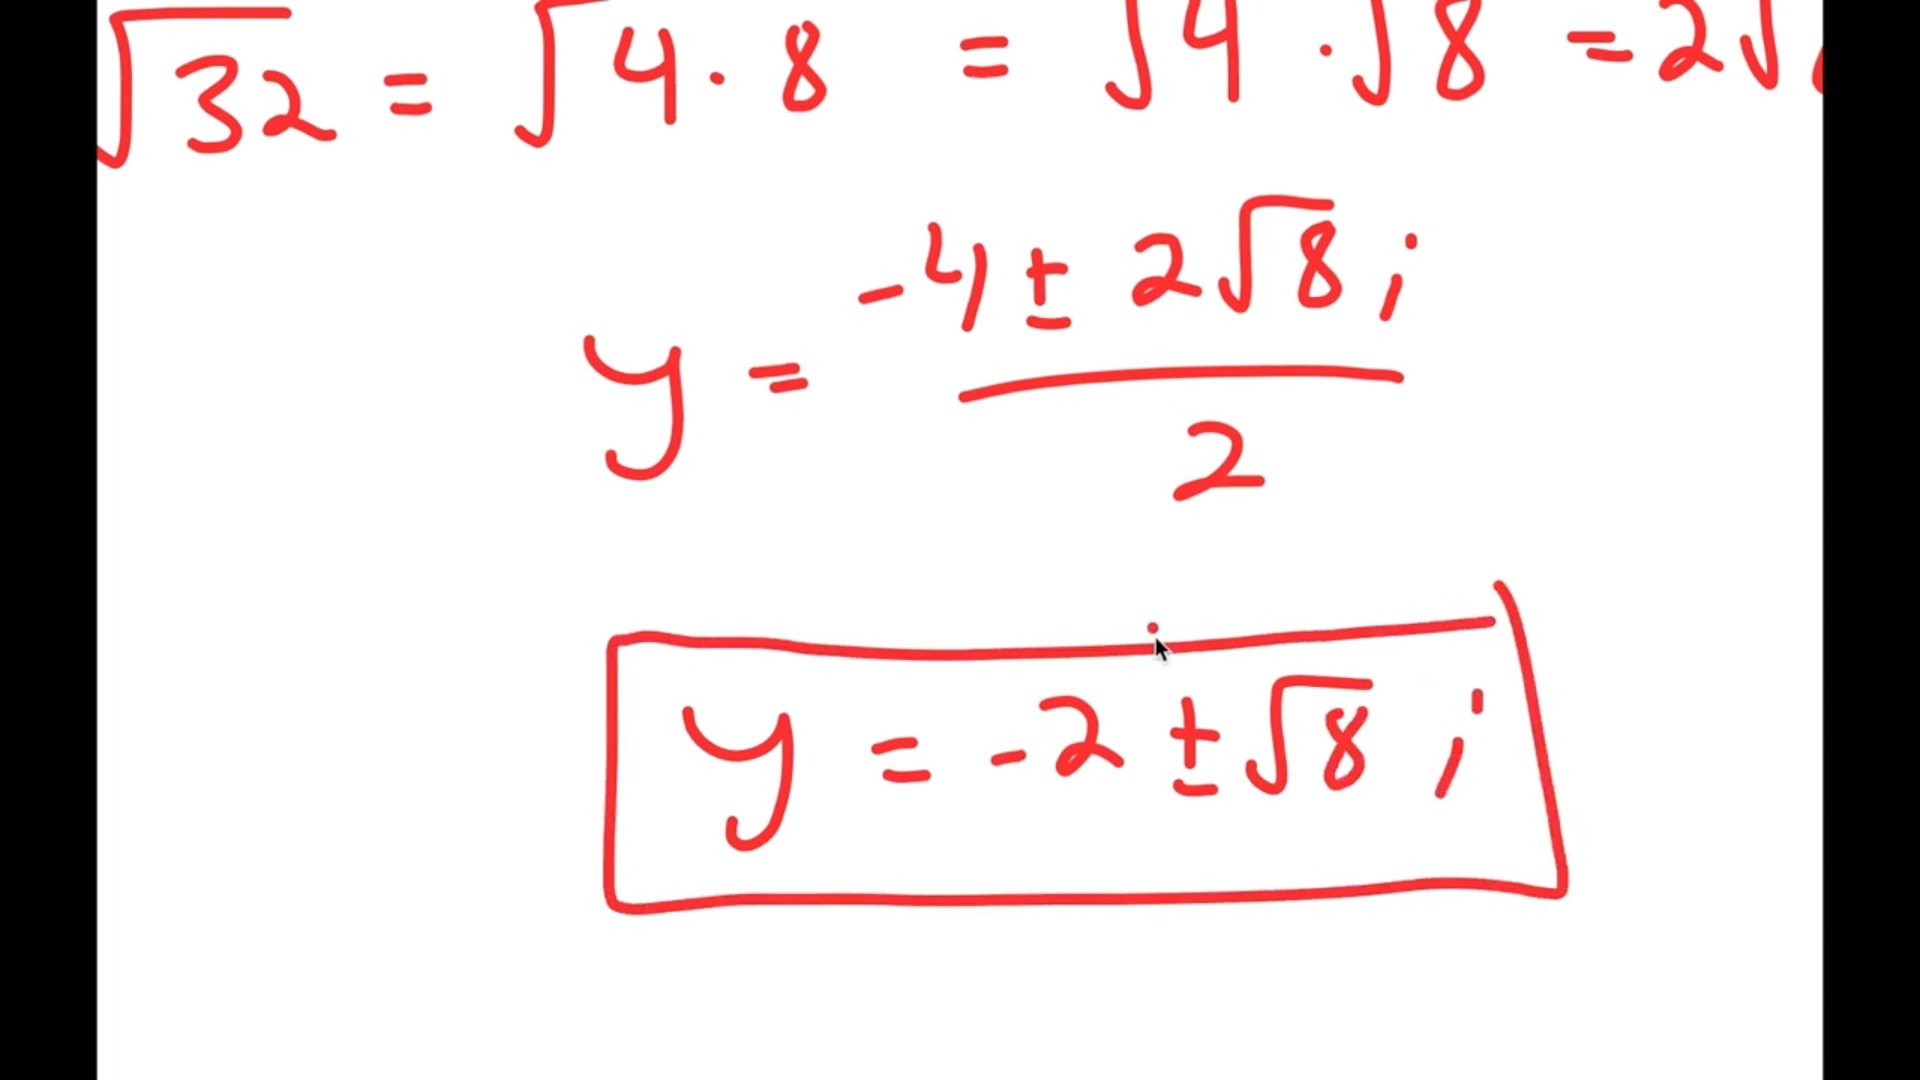 √32 = √4·8 = √4 · √8 = 2√
y = (-4 ± 2√8 i)/2
y = -2 ± √8 i